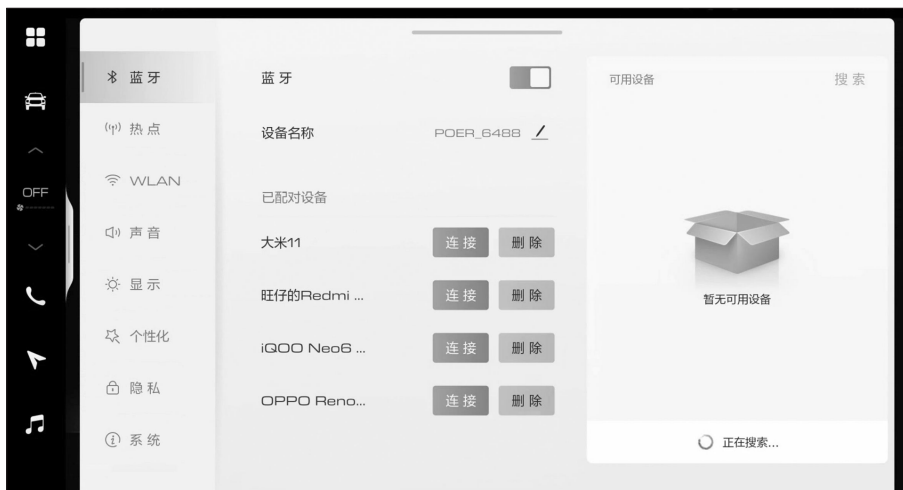 OFF
蓝牙
热点
WLAN
声音
显示
个性化
隐私
系统
蓝牙
设备名称 POER_6488
已配对设备
大米11 连接 删除
旺仔的Redmi ... 连接 删除
iQOO Neo6 ... 连接 删除
OPPO Reno... 连接 删除
可用设备 搜索
暂无可用设备
正在搜索...